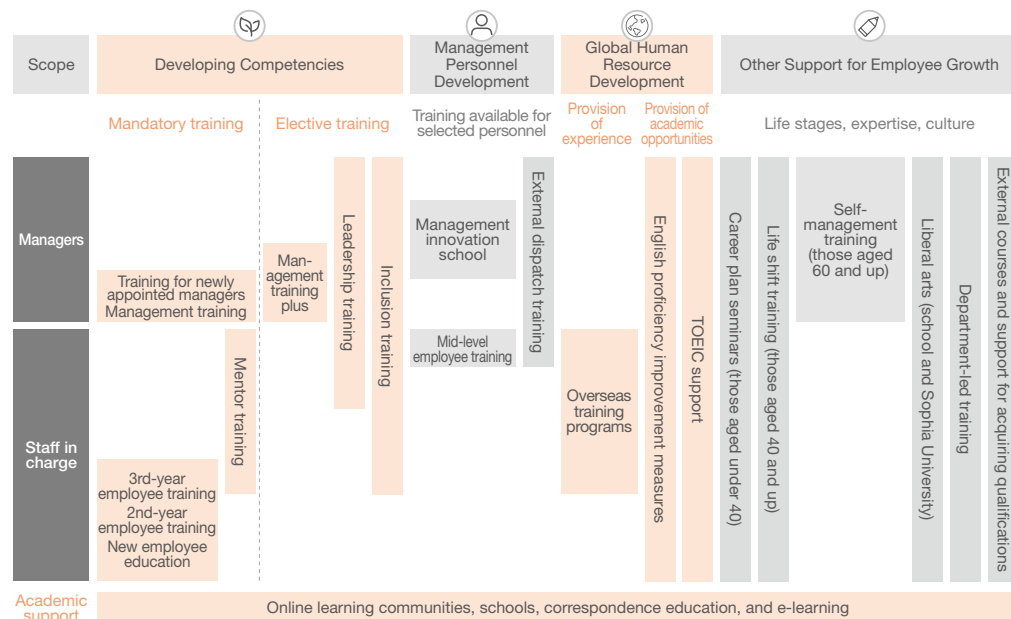 Scope
Developing Competencies
Management
Personnel
Development
Global Human
Resource
Development
Other Support for Employee Growth
Mandatory training
Elective training
Training available for
selected personnel
Provision
of
experience
Provision of
academic
opportunities
Life stages, expertise, culture
Managers
Training for newly
appointed managers
Management training
Man-
agement
training
plus
Leadership training
Inclusion training
Management
innovation
school
External dispatch training
English proficiency improvement measures
TOEIC support
Career plan seminars (those aged under 40)
Life shift training (those aged 40 and up)
Self-
management
training
(those aged
60 and up)
Liberal arts (school and Sophia University)
Department-led training
External courses and support for acquiring qualifications
Staff in
charge
Mentor training
3rd-year
employee training
2nd-year
employee training
New employee
education
Mid-level
employee training
Overseas
training
programs
Academic
support
Online learning communities, schools, correspondence education, and e-learning